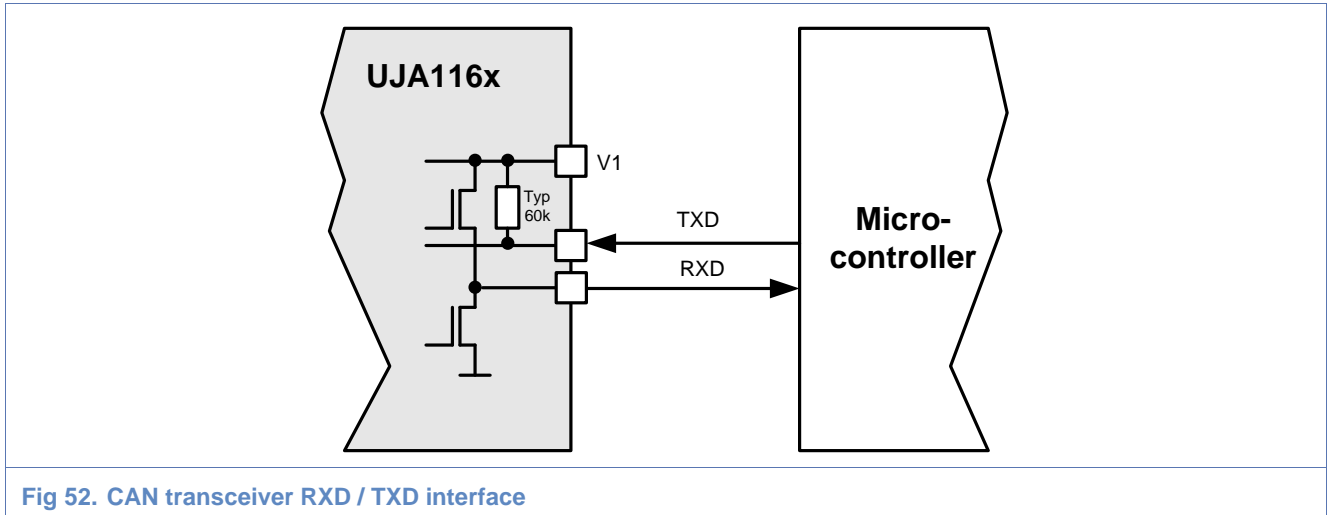 UJA116x
V1
Typ
60k
TXD
RXD
Micro-
controller
Fig 52. CAN transceiver RXD / TXD interface